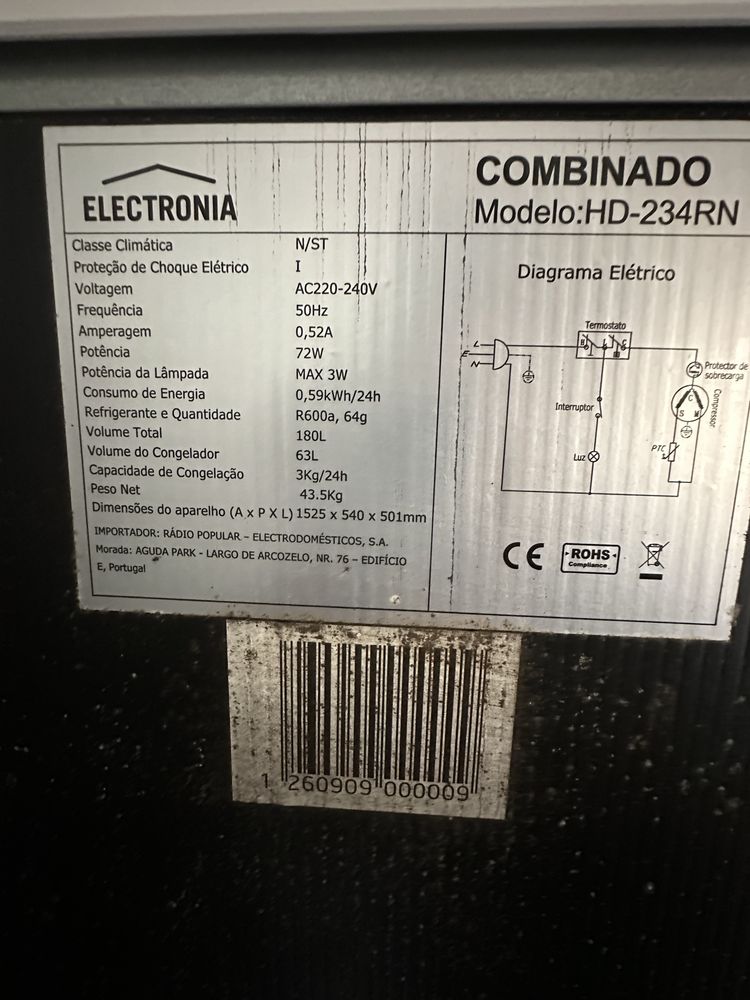 ELECTRONIA
COMBINADO
Modelo:HD-234RN
Classe Climática N/ST
Proteção de Choque Elétrico I
Voltagem AC220-240V
Frequência 50Hz
Amperagem 0,52A
Potência 72W
Potência da Lâmpada MAX 3W
Consumo de Energia 0,59kWh/24h
Refrigerante e Quantidade R600a, 64g
Volume Total 180L
Volume do Congelador 63L
Capacidade de Congelação 3Kg/24h
Peso Net 43.5Kg
Dimensões do aparelho (A x P X L) 1525 x 540 x 501mm
IMPORTADOR: RÁDIO POPULAR – ELECTRODOMÉSTICOS, S.A.
Morada: AGUDA PARK - LARGO DE ARCOZELO, NR. 76 – EDIFÍCIO
E, Portugal
Diagrama Elétrico
Termostato
L
E
N
Protector de
sobrecarga
Compressor
C
S M
Interruptor
PTC
Luz
CE
ROHS
Compliance
1 260909 000009